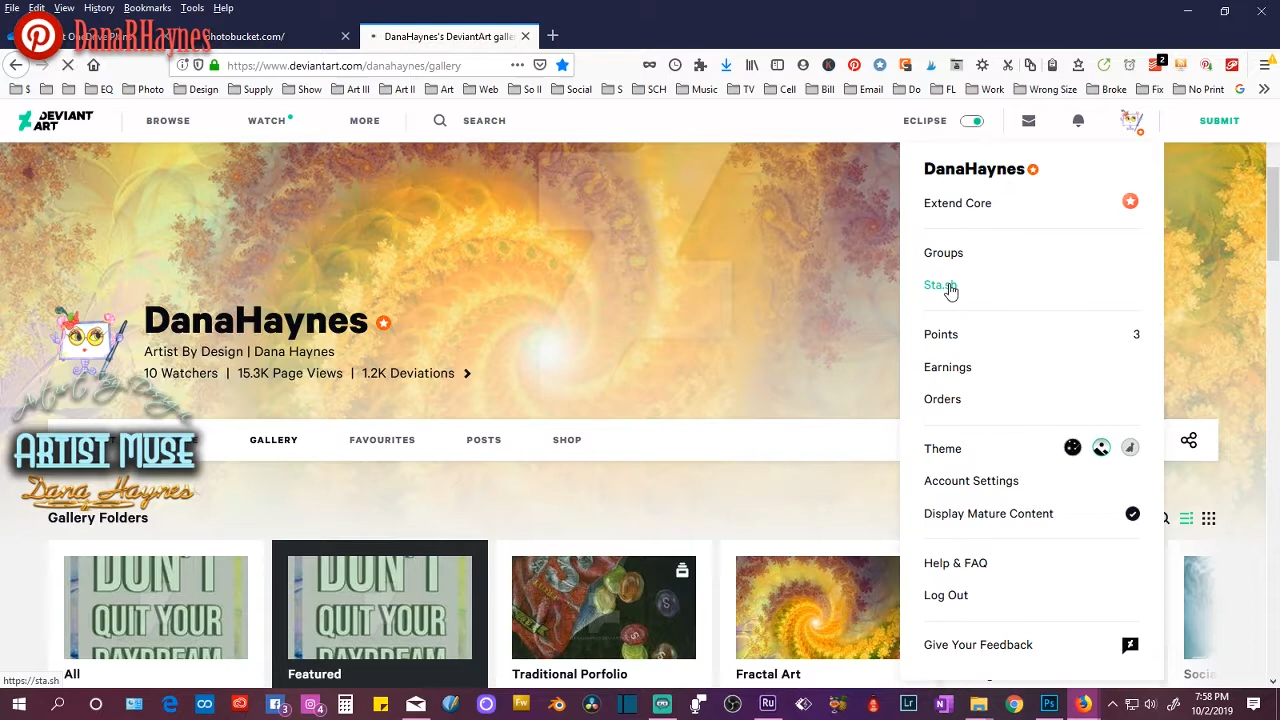 File Edit View History
DanaRHaynes
photobucket.com/
DanaHaynes's DeviantArt galle
https://www.deviantart.com/danahaynes/gallery
2
$ Art III Art II Art Web So II Social S SCH Music TV Cell Bill Email Do FL Work Wrong Size Broke Fix No Print
DEVIANT ART
BROWSE
WATCH
MORE
SEARCH
ECLIPSE
SUBMIT
EQ Photo Design Supply Show
DanaHaynes
Extend Core
Groups
Sta.sh
Points 3
Earnings
Orders
Theme
Account Settings
Display Mature Content
Help & FAQ
Log Out
Give Your Feedback
DanaHaynes
Artist By Design | Dana Haynes
10 Watchers | 15.3K Page Views | 1.2K Deviations
Artist By Design
ARTIST MUSE
Dana Haynes
GALLERY
FAVOURITES
POSTS
SHOP
Gallery Folders
DON'T
QUIT YOUR
DAYDREAM
DON'T
QUIT YOUR
DAYDREAM
All
Featured
Traditional Porfolio
Fractal Art
Social
https://sta.sh
7:58 PM
10/2/2019